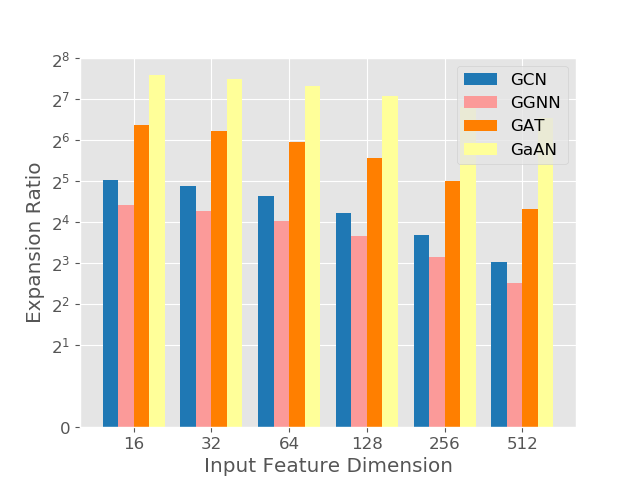 2^8
2^7
2^6
2^5
2^4
2^3
2^2
2^1
0
Expansion Ratio
GCN
GGNN
GAT
GaAN
16 32 64 128 256 512
Input Feature Dimension